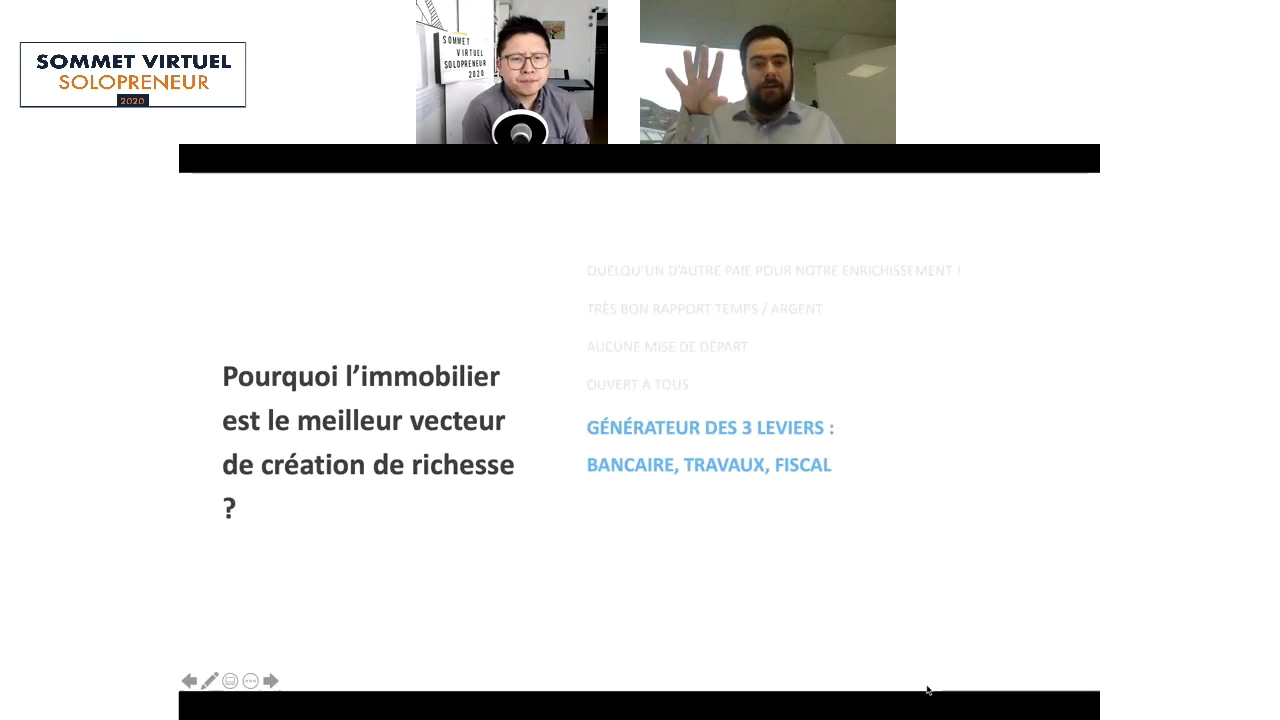 SOMMET VIRTUEL
SOLOPRENEUR
2020
SOMMET
VIRTUEL
SOLOPRENEUR
2020
QUELQU'UN D'AUTRE PAIE POUR NOTRE ENRICHISSEMENT !
TRÈS BON RAPPORT TEMPS / ARGENT
AUCUNE MISE DE DÉPART
OUVERT À TOUS
Pourquoi l’immobilier
est le meilleur vecteur
de création de richesse
?
GÉNÉRATEUR DES 3 LEVIERS :
BANCAIRE, TRAVAUX, FISCAL